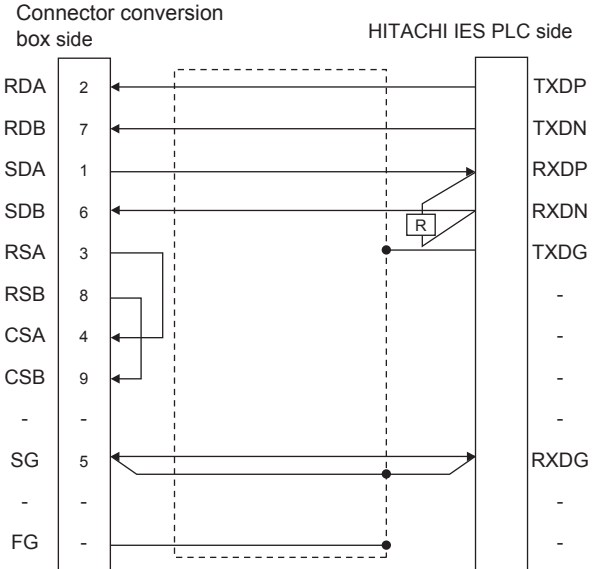 Connector conversion
box side
HITACHI IES PLC side
RDA 2 TXDP
RDB 7 TXDN
SDA 1 RXDP
SDB 6 RXDN
R
RSA 3 TXDG
RSB 8 -
CSA 4 -
CSB 9 -
- - -
SG 5 RXDG
- - -
FG - -